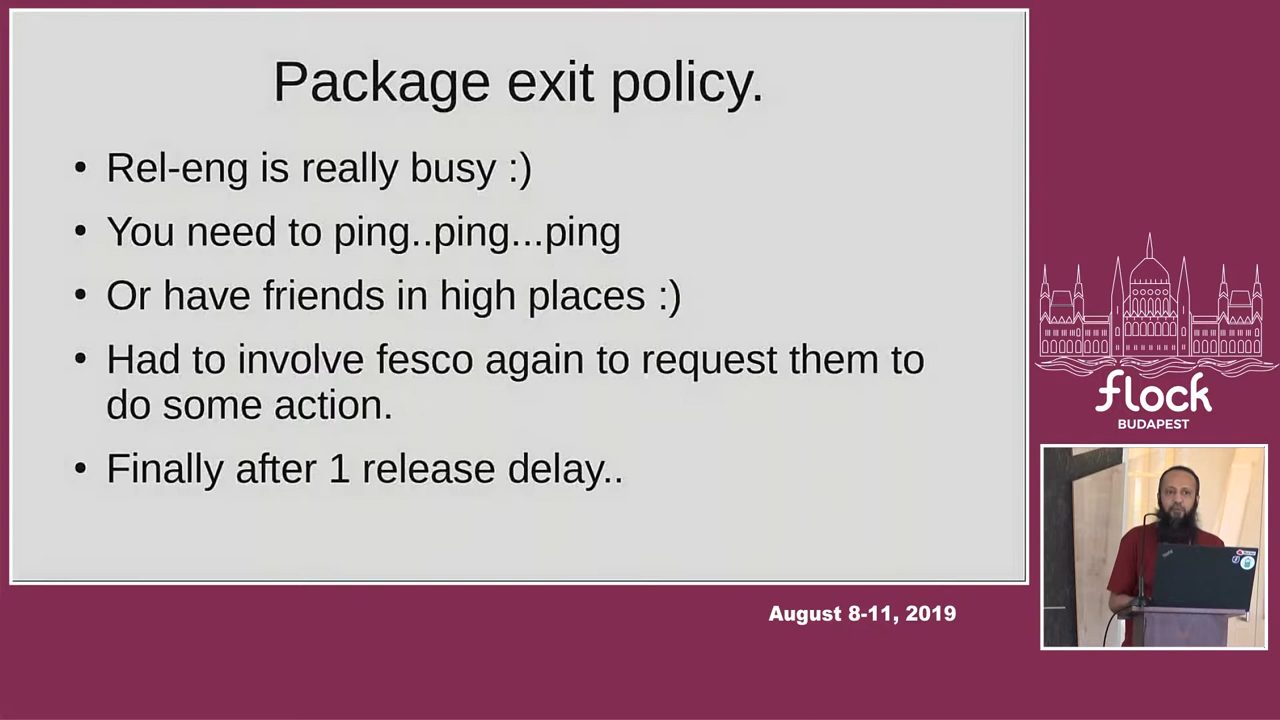 Package exit policy.
• Rel-eng is really busy :)
• You need to ping..ping...ping
• Or have friends in high places :)
• Had to involve fesco again to request them to
do some action.
• Finally after 1 release delay..
flock
BUDAPEST
August 8-11, 2019